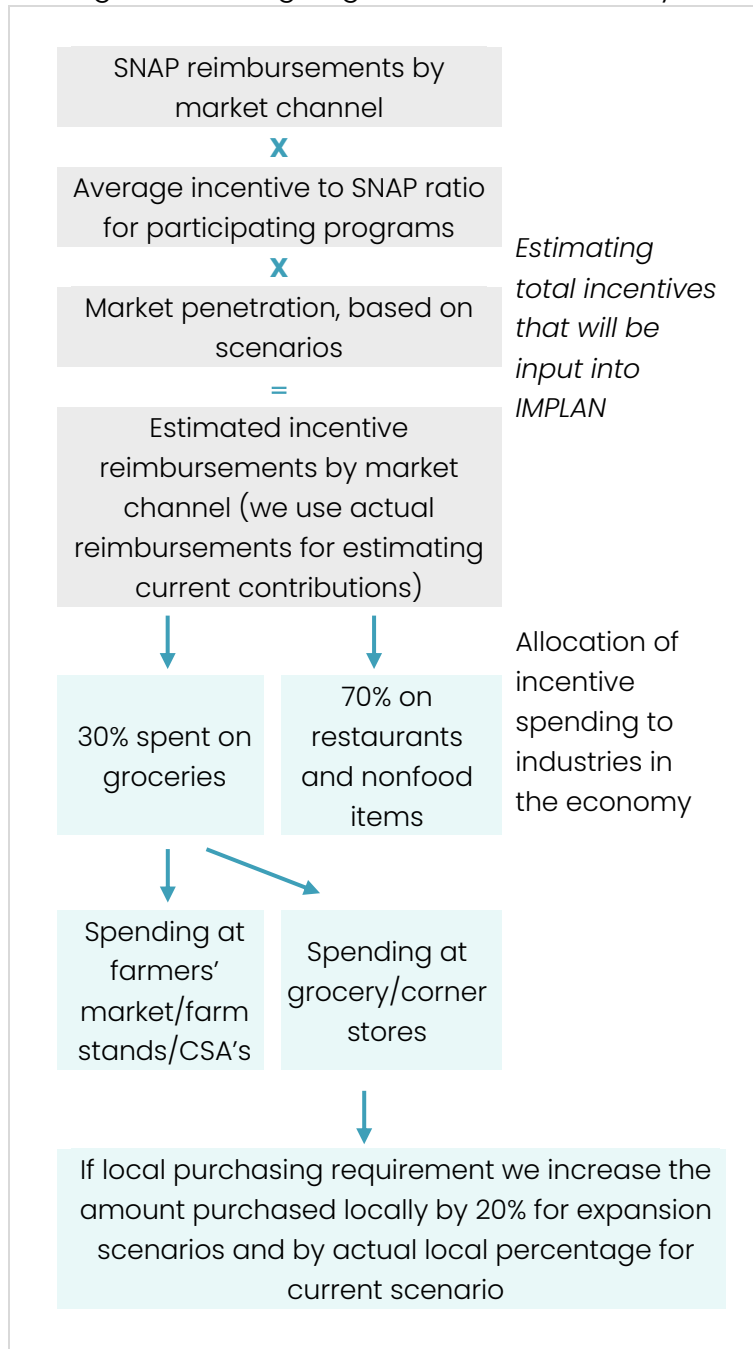 SNAP reimbursements by
market channel
X
Average incentive to SNAP ratio
for participating programs
X
Market penetration, based on
scenarios
=
Estimated incentive
reimbursements by market
channel (we use actual
reimbursements for estimating
current contributions)
Estimating
total incentives
that will be
input into
IMPLAN
30% spent on
groceries
70% on
restaurants
and nonfood
items
Allocation of
incentive
spending to
industries in
the economy
Spending at
farmers’
market/farm
stands/CSA’s
Spending at
grocery/corner
stores
If local purchasing requirement we increase the
amount purchased locally by 20% for expansion
scenarios and by actual local percentage for
current scenario